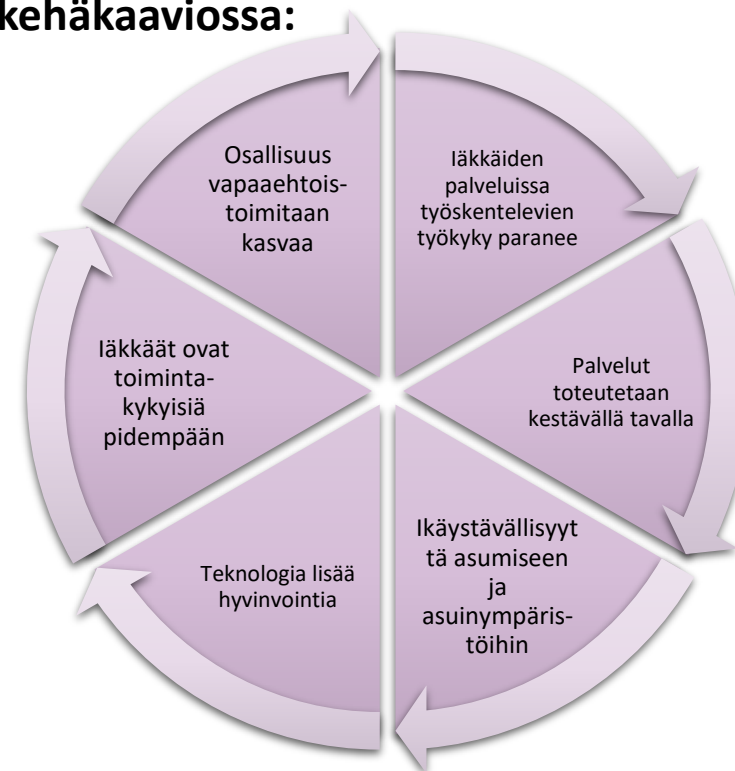 kehäkaaviossa:
Osallisuus
vapaaehtois-
toimitaan
kasvaa
Iäkkäiden
palveluissa
työskentelevien
työkyky paranee
Palvelut
toteutetaan
kestävällä tavalla
Ikäystävällisyyt
tä asumiseen
ja
asuinympäris-
töihin
Teknologia lisää
hyvinvointia
Iäkkäät ovat
toiminta-
kykyisiä
pidempään